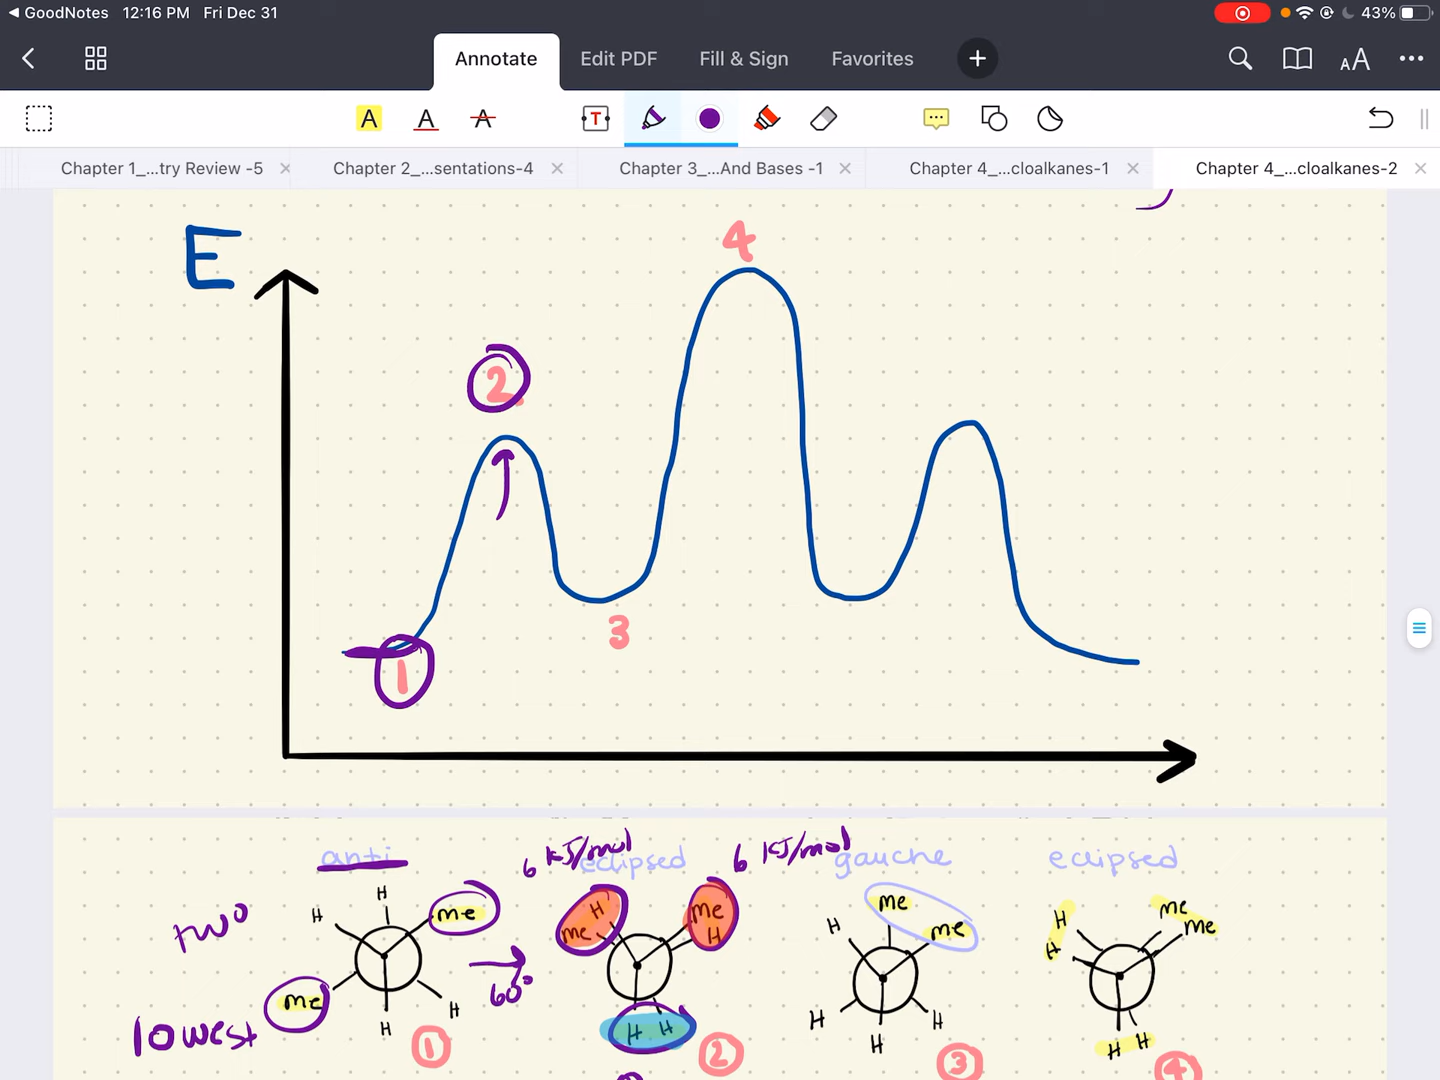 GoodNotes 12:16 PM Fri Dec 31 43%
Annotate Edit PDF Fill & Sign Favorites
A A A T
Chapter 1_...try Review -5 Chapter 2_...sentations-4 Chapter 3_...And Bases -1 Chapter 4_...cloalkanes-1 Chapter 4_...cloalkanes-2
E
4
2
3
1
6 kJ/mol 6 kJ/mol
anti eclipsed gauche eclipsed
two
H H me
me H
Me H
me
me
H
Me
Me
H
H
60°
me H
H
H H
H H
H
H
H H
lowest
1 2 3 4